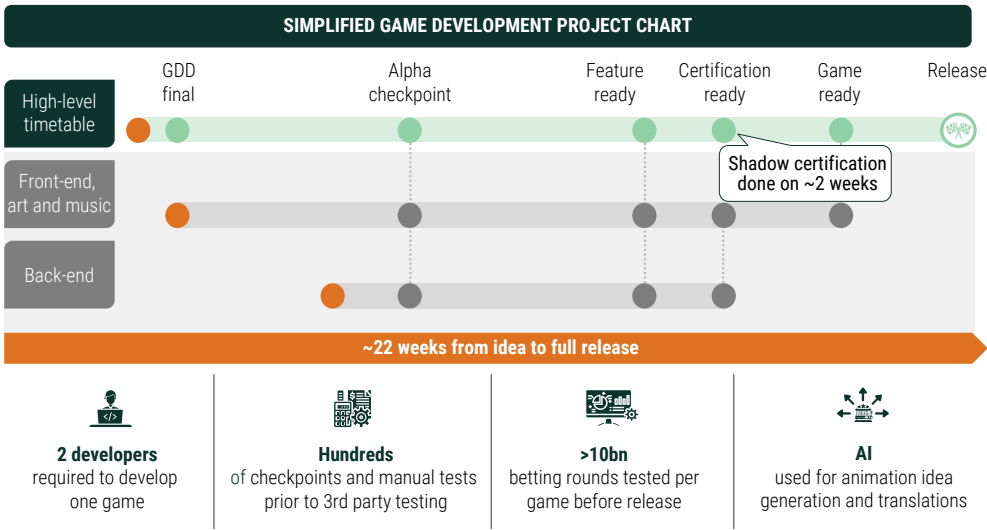 SIMPLIFIED GAME DEVELOPMENT PROJECT CHART
GDD
final
Alpha
checkpoint
Feature
ready
Certification
ready
Game
ready
Release
High-level
timetable
Shadow certification
done on ~2 weeks
Front-end,
art and music
Back-end
~22 weeks from idea to full release
2 developers
required to develop
one game
Hundreds
of checkpoints and manual tests
prior to 3rd party testing
>10bn
betting rounds tested per
game before release
AI
used for animation idea
generation and translations